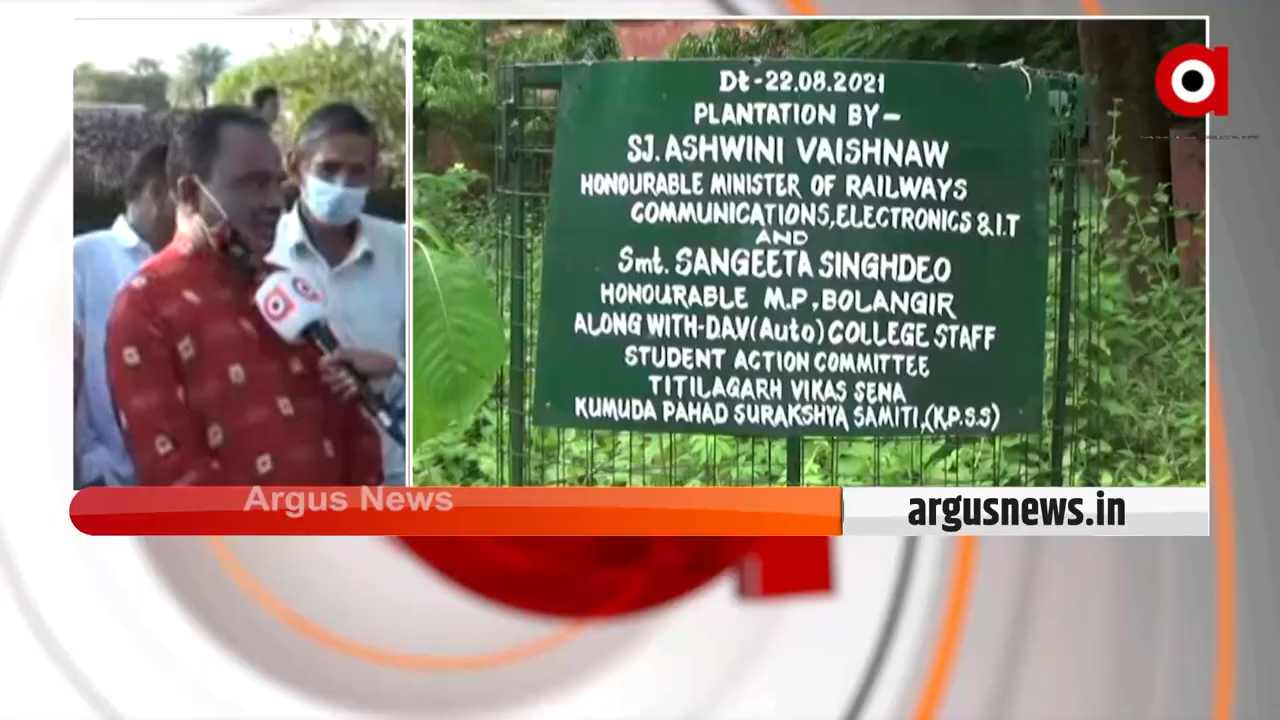 Dt-22.08.2021
PLANTATION BY-
SJ. ASHWINI VAISHNAW
HONOURABLE MINISTER OF RAILWAYS
COMMUNICATIONS, ELECTRONICS & I.T
AND
Smt. SANGEETA SINGHDEO
HONOURABLE M.P, BOLANGIR
ALONG WITH-D.A.V (Auto) COLLEGE STAFF
STUDENT ACTION COMMITTEE
TITILAGARH VIKAS SENA
KUMUDA PAHAD SURAKSHYA SAMITI, (K.P.S.S)
Argus News
argusnews.in